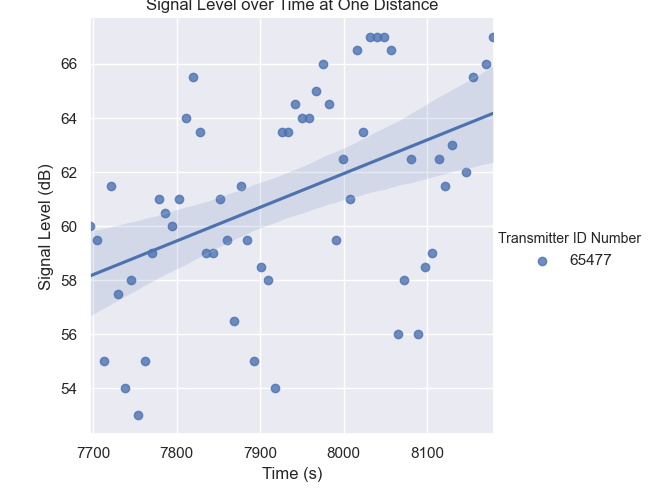 Signal Level over Time at One Distance
66
64
62
60
58
56
54
Signal Level (dB)
7700 7800 7900 8000 8100
Time (s)
Transmitter ID Number
65477